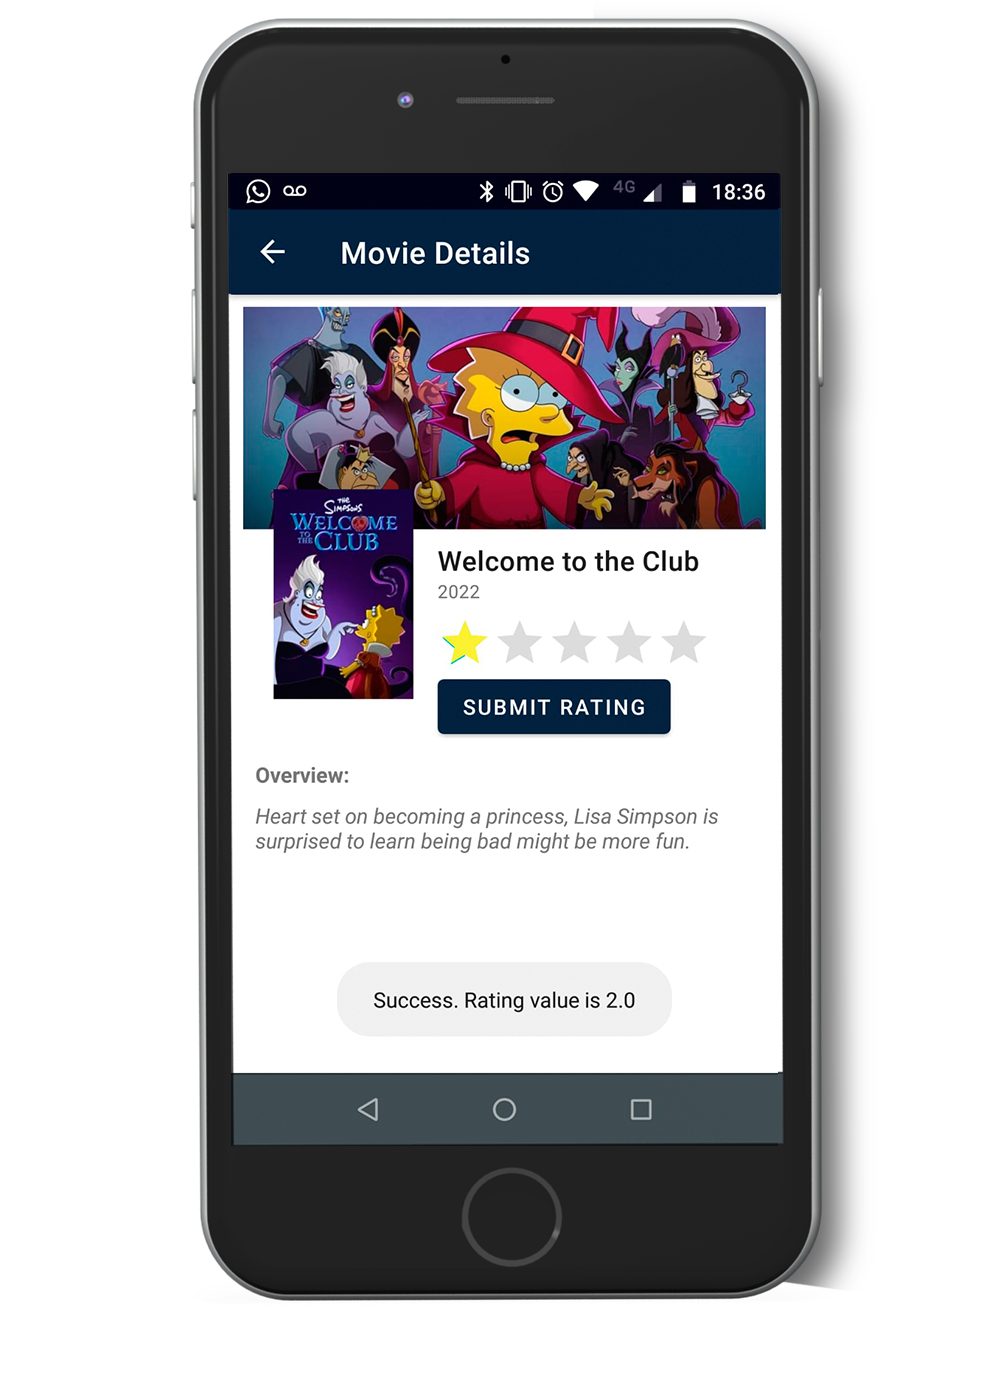 4G 18:36
Movie Details
THE
SIMPSONS
WELCOME
TO THE
CLUB
Welcome to the Club
2022
SUBMIT RATING
Overview:
Heart set on becoming a princess, Lisa Simpson is
surprised to learn being bad might be more fun.
Success. Rating value is 2.0